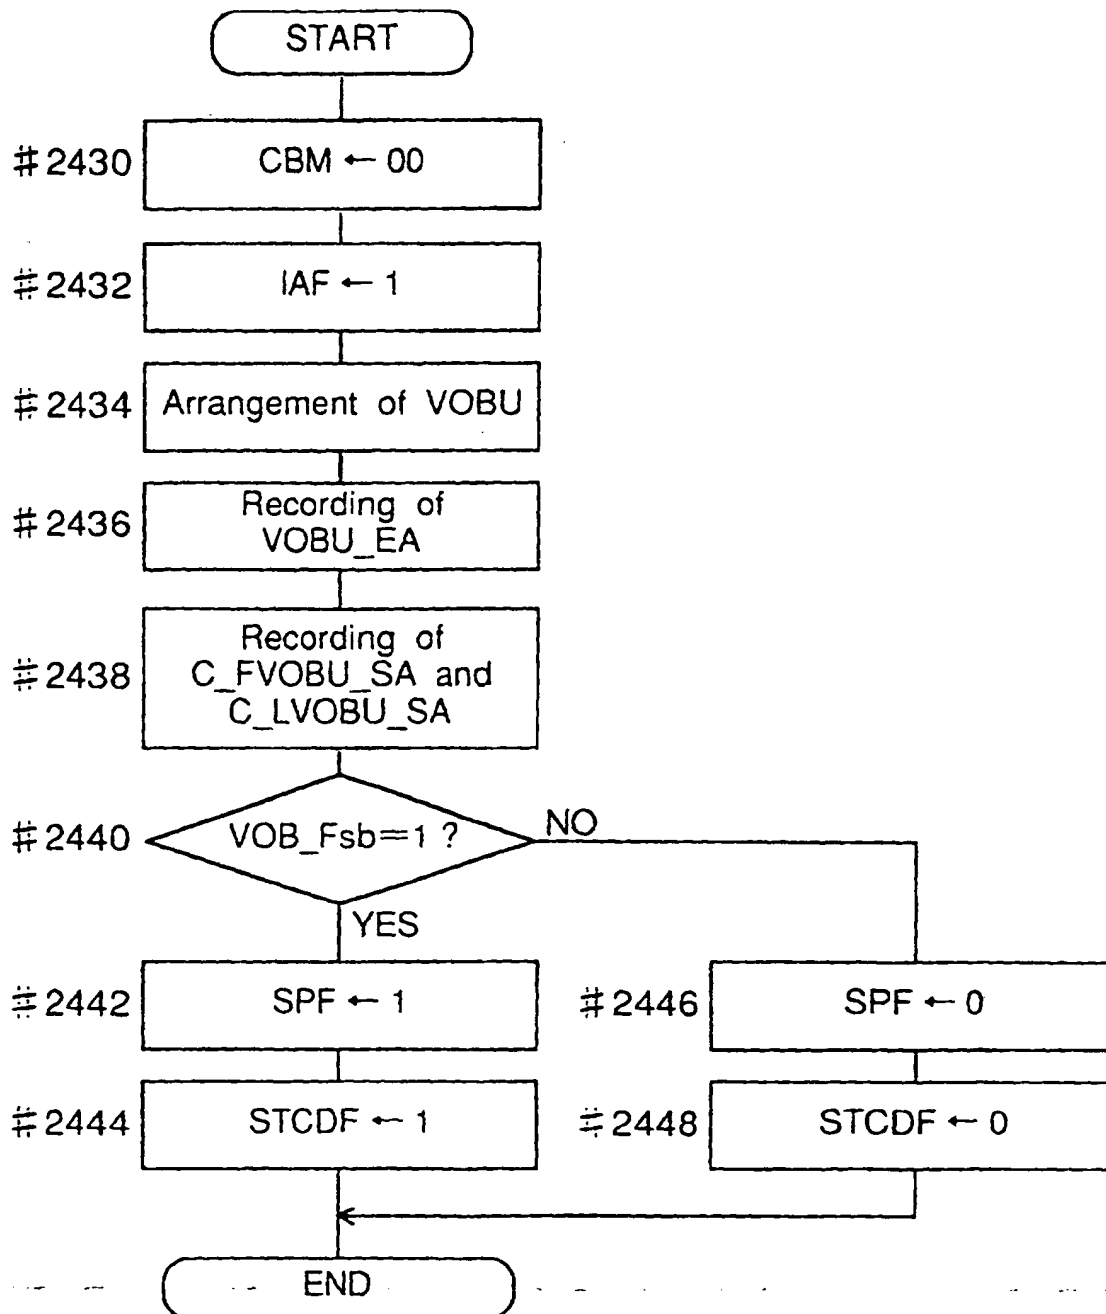 START
#2430
CBM ← 00
#2432
IAF ← 1
#2434
Arrangement of VOBU
#2436
Recording of
VOBU_EA
#2438
Recording of
C_FVOBU_SA and
C_LVOBU_SA
#2440
VOB_Fsb=1 ?
NO
YES
#2442
SPF ← 1
#2446
SPF ← 0
#2444
STCDF ← 1
#2448
STCDF ← 0
END